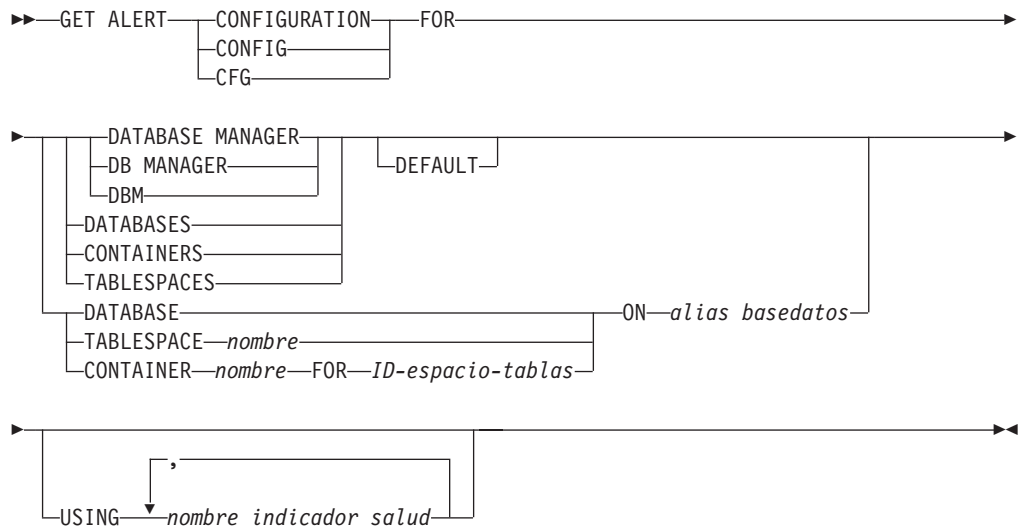 GET ALERT CONFIGURATION FOR
CONFIG
CFG
DATABASE MANAGER
DB MANAGER DEFAULT
DBM
DATABASES
CONTAINERS
TABLESPACES
DATABASE ON alias basedatos
TABLESPACE nombre
CONTAINER nombre FOR ID-espacio-tablas
,
USING nombre indicador salud